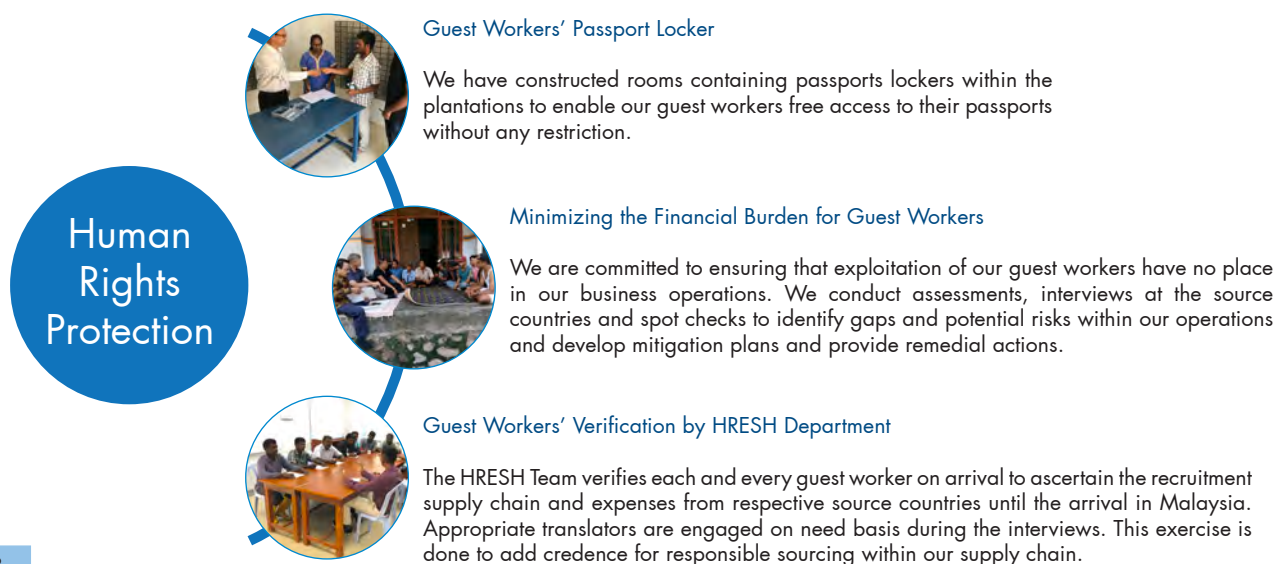 Human
Rights
Protection
Guest Workers' Passport Locker
We have constructed rooms containing passports lockers within the
plantations to enable our guest workers free access to their passports
without any restriction.
Minimizing the Financial Burden for Guest Workers
We are committed to ensuring that exploitation of our guest workers have no place
in our business operations. We conduct assessments, interviews at the source
countries and spot checks to identify gaps and potential risks within our operations
and develop mitigation plans and provide remedial actions.
Guest Workers' Verification by HRESH Department
The HRESH Team verifies each and every guest worker on arrival to ascertain the recruitment
supply chain and expenses from respective source countries until the arrival in Malaysia.
Appropriate translators are engaged on need basis during the interviews. This exercise is
done to add credence for responsible sourcing within our supply chain.